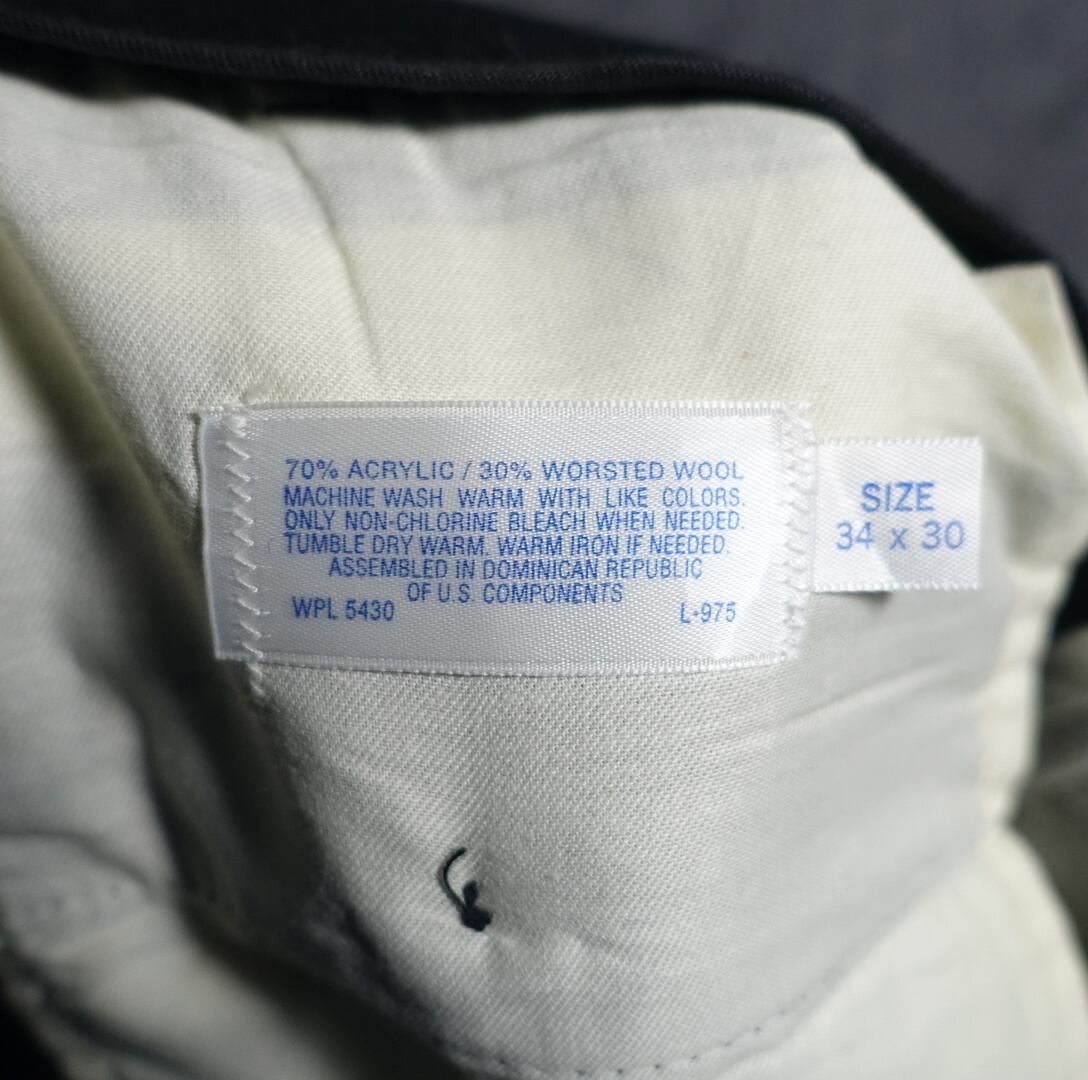 70% ACRYLIC / 30% WORSTED WOOL
MACHINE WASH WARM WITH LIKE COLORS.
ONLY NON-CHLORINE BLEACH WHEN NEEDED.
TUMBLE DRY WARM. WARM IRON IF NEEDED.
ASSEMBLED IN DOMINICAN REPUBLIC
OF U.S. COMPONENTS
WPL 5430 L-975
SIZE
34 x 30